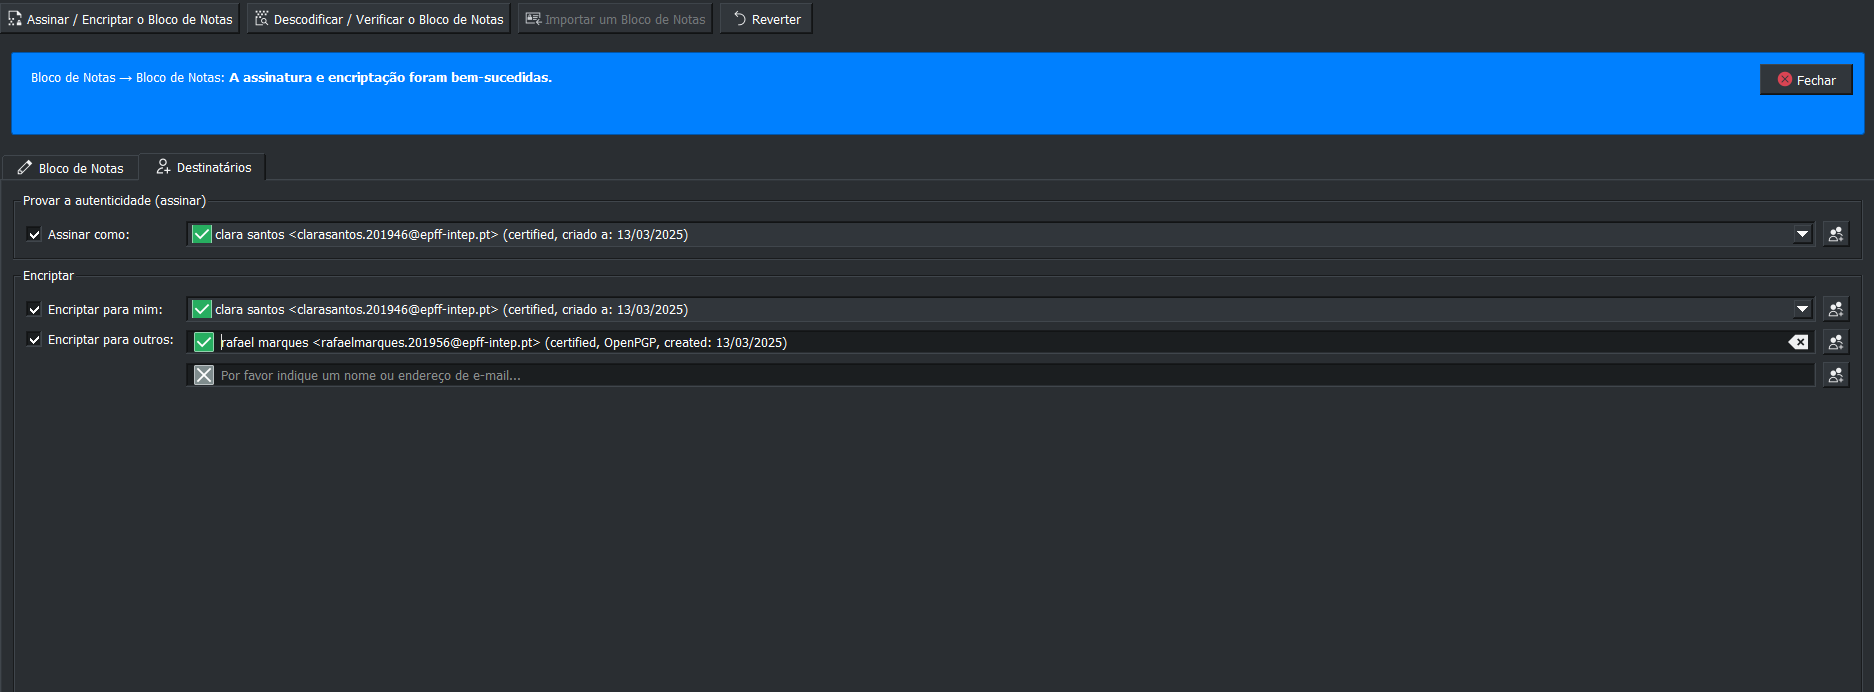 Assinar / Encriptar o Bloco de Notas Descodificar / Verificar o Bloco de Notas Importar um Bloco de Notas Reverter
Bloco de Notas → Bloco de Notas: A assinatura e encriptação foram bem-sucedidas.
Fechar
Bloco de Notas Destinatários
Provar a autenticidade (assinar)
Assinar como: clara santos <clarasantos.201946@epff-intep.pt> (certified, criado a: 13/03/2025)
Encriptar
Encriptar para mim: clara santos <clarasantos.201946@epff-intep.pt> (certified, criado a: 13/03/2025)
Encriptar para outros: rafael marques <rafaelmarques.201956@epff-intep.pt> (certified, OpenPGP, created: 13/03/2025)
Por favor indique um nome ou endereço de e-mail...